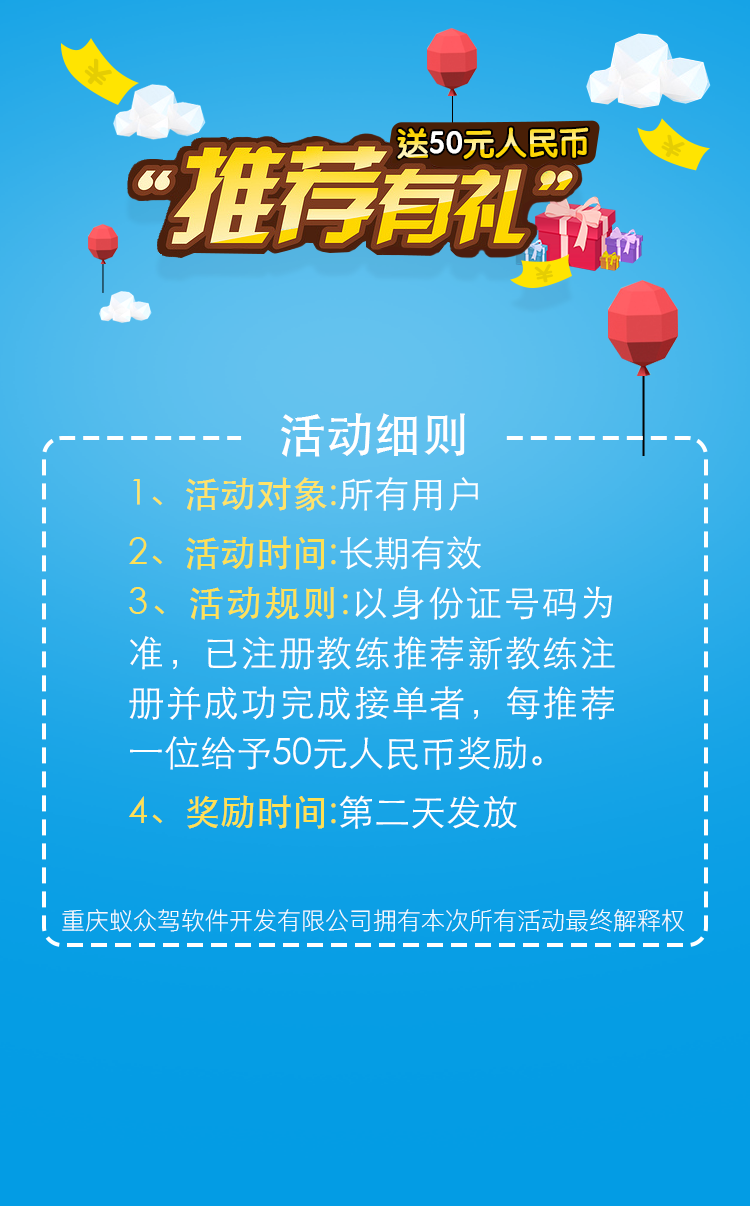 送50元人民币
“推荐有礼”
活动细则
1、活动对象:所有用户
2、活动时间:长期有效
3、活动规则:以身份证号码为
准，已注册教练推荐新教练注
册并成功完成接单者，每推荐
一位给予50元人民币奖励。
4、奖励时间:第二天发放
重庆蚁众驾软件开发有限公司拥有本次所有活动最终解释权